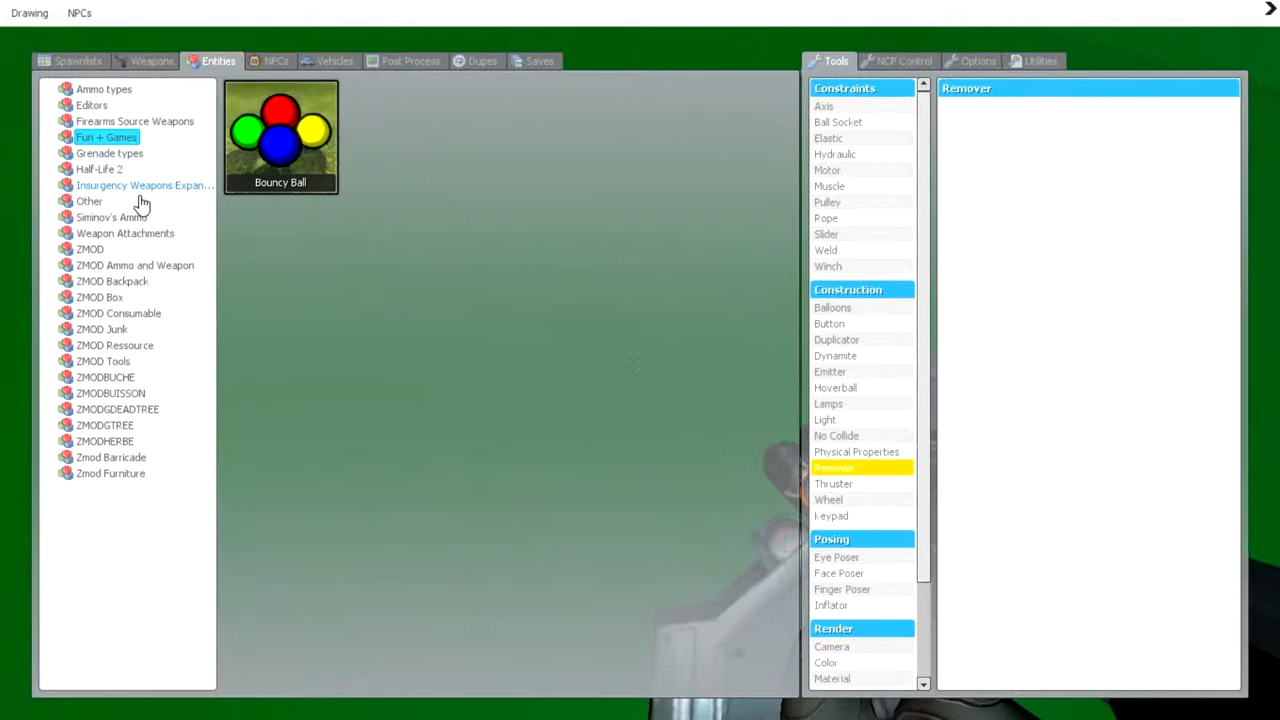 Drawing NPCs
Spawnlists Weapons Entities NPCs Vehicles Post Process Dupes Saves
Ammo types
Editors
Firearms Source Weapons
Fun + Games
Grenade types
Half-Life 2
Insurgency Weapons Expan...
Other
Siminov's Ammo
Weapon Attachments
ZMOD
ZMOD Ammo and Weapon
ZMOD Backpack
ZMOD Box
ZMOD Consumable
ZMOD Junk
ZMOD Ressource
ZMOD Tools
ZMODBUCHE
ZMODBUISSON
ZMODGDEADTREE
ZMODGTREE
ZMODHERBE
Zmod Barricade
Zmod Furniture
Bouncy Ball
Tools NCP Control Options Utilities
Constraints
Axis
Ball Socket
Elastic
Hydraulic
Motor
Muscle
Pulley
Rope
Slider
Weld
Winch
Construction
Balloons
Button
Duplicator
Dynamite
Emitter
Hoverball
Lamps
Light
No Collide
Physical Properties
Remover
Thruster
Wheel
Keypad
Posing
Eye Poser
Face Poser
Finger Poser
Inflator
Render
Camera
Color
Material
Remover